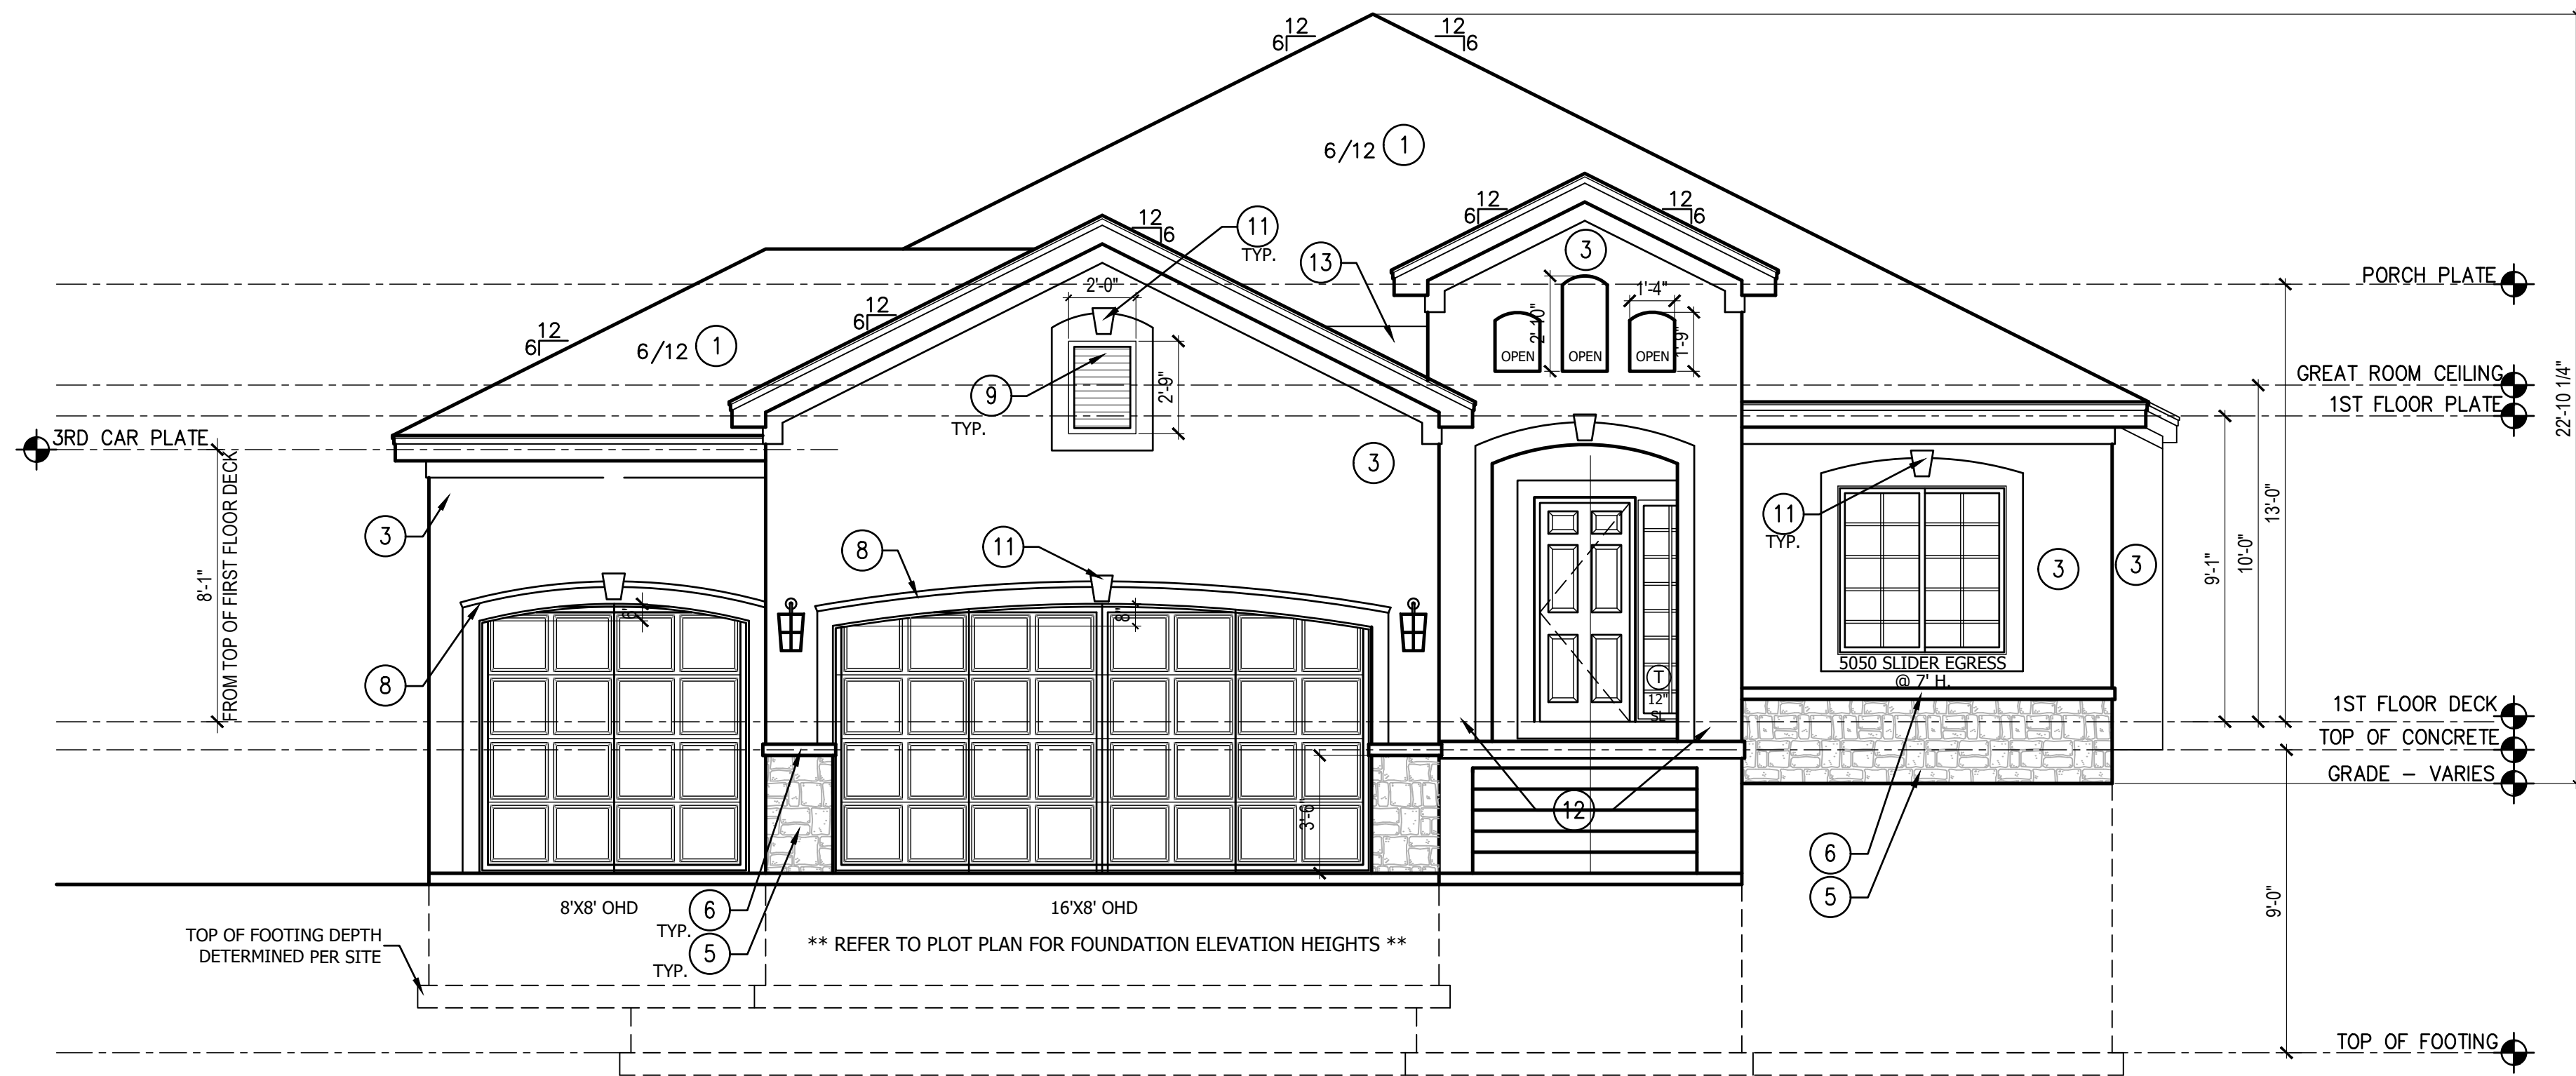 12
6
12
6
6/12 1
12
6
12
6
12
6
11
TYP.
3
13
PORCH PLATE
2'-0"
1'-4"
2'-10"
1'-9"
12
6
12
6
6/12 1
OPEN
OPEN
OPEN
22'-10 1/4"
9
TYP.
2'-9"
GREAT ROOM CEILING
1ST FLOOR PLATE
3RD CAR PLATE
3
8'-1"
FROM TOP OF FIRST FLOOR DECK
3
8
11
11
TYP.
3
3
9'-1"
10'-0"
13'-0"
6"
8"
8
T
12"
SL
5050 SLIDER EGRESS
@ 7' H.
1ST FLOOR DECK
TOP OF CONCRETE
GRADE – VARIES
3'-6"
12
6
5
9'-0"
8'X8' OHD
6
TYP.
16'X8' OHD
5
TYP.
TOP OF FOOTING DEPTH
DETERMINED PER SITE
** REFER TO PLOT PLAN FOR FOUNDATION ELEVATION HEIGHTS **
TOP OF FOOTING